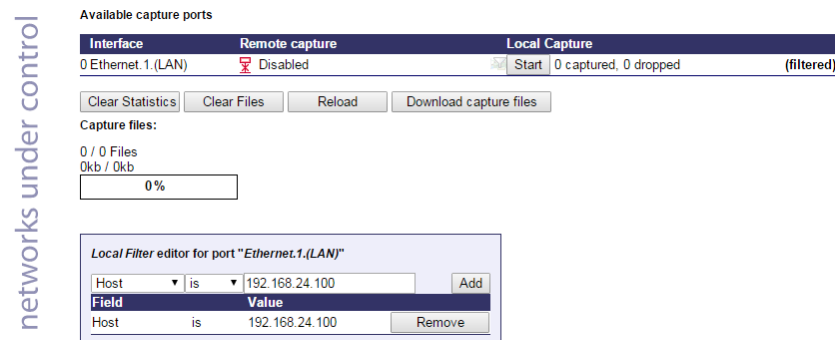 networks under control
Available capture ports
Interface Remote capture Local Capture
0 Ethernet.1.(LAN) Disabled Start 0 captured, 0 dropped (filtered)
Clear Statistics Clear Files Reload Download capture files
Capture files:
0 / 0 Files
0kb / 0kb
0%
Local Filter editor for port "Ethernet.1.(LAN)"
Host is 192.168.24.100 Add
Field Value
Host is 192.168.24.100 Remove